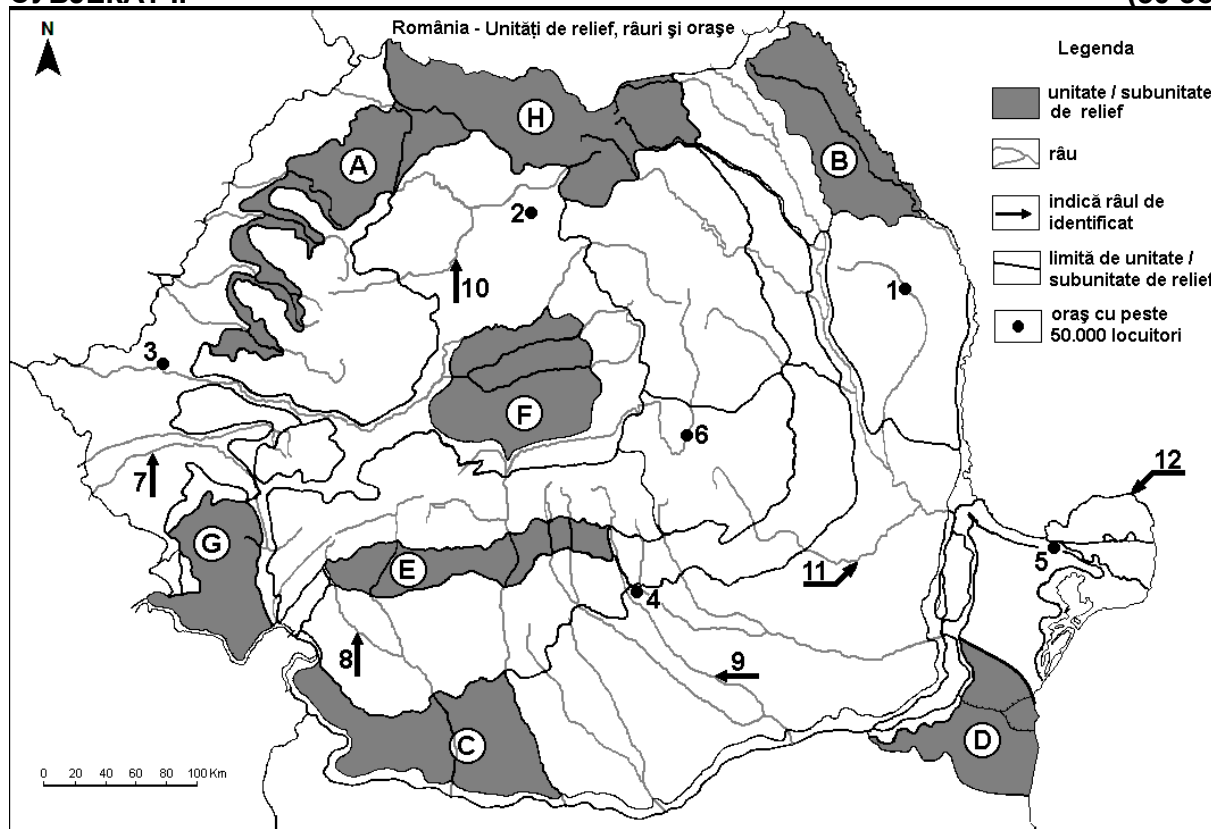 România - Unități de relief, râuri și orașe
N
Legenda
unitate / subunitate
de relief
râu
indică râul de
identificat
limită de unitate /
subunitate de relief
oraș cu peste
50.000 locuitori
H
A
B
2
10
1
3
F
6
7
12
G
E
5
11
4
8
9
C
D
0 20 40 60 80 100 Km